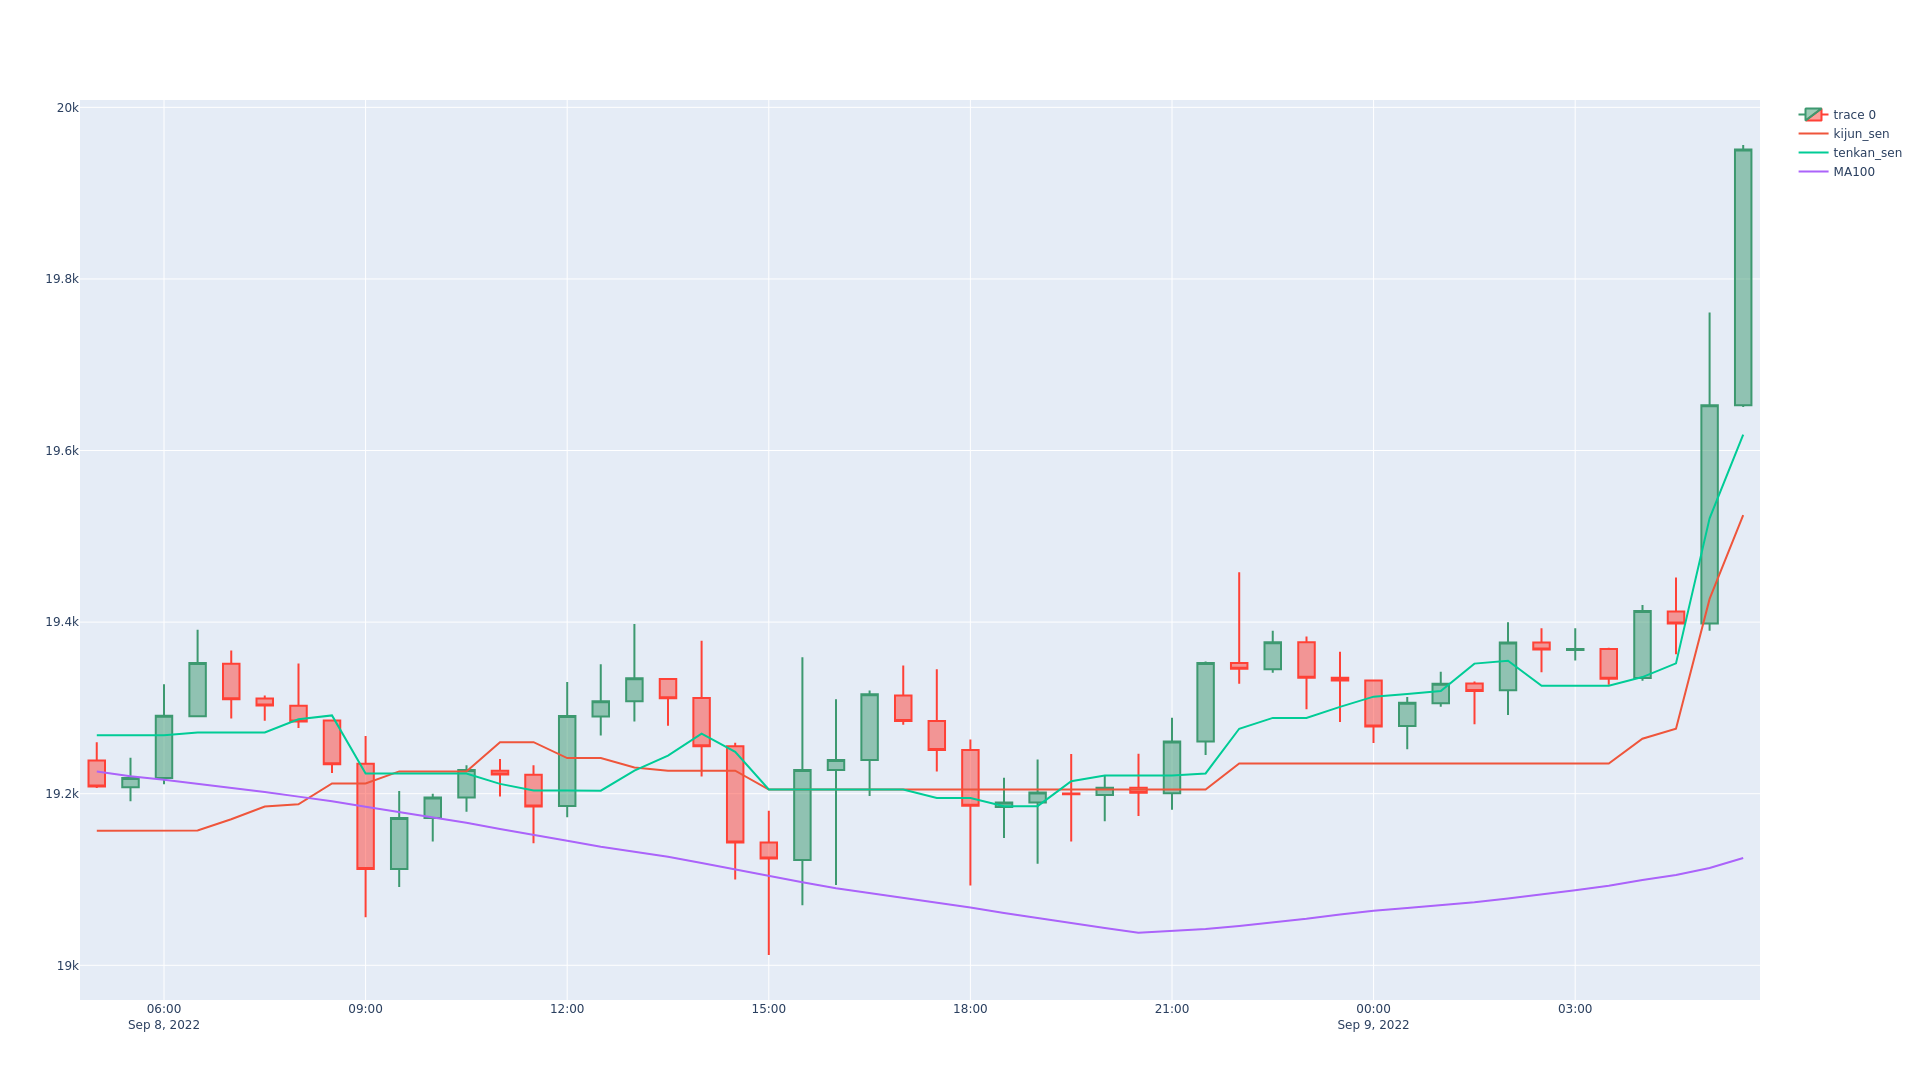 20k
19.8k
19.6k
19.4k
19.2k
19k
06:00
Sep 8, 2022
09:00
12:00
15:00
18:00
21:00
00:00
Sep 9, 2022
03:00
trace 0
kijun_sen
tenkan_sen
MA100